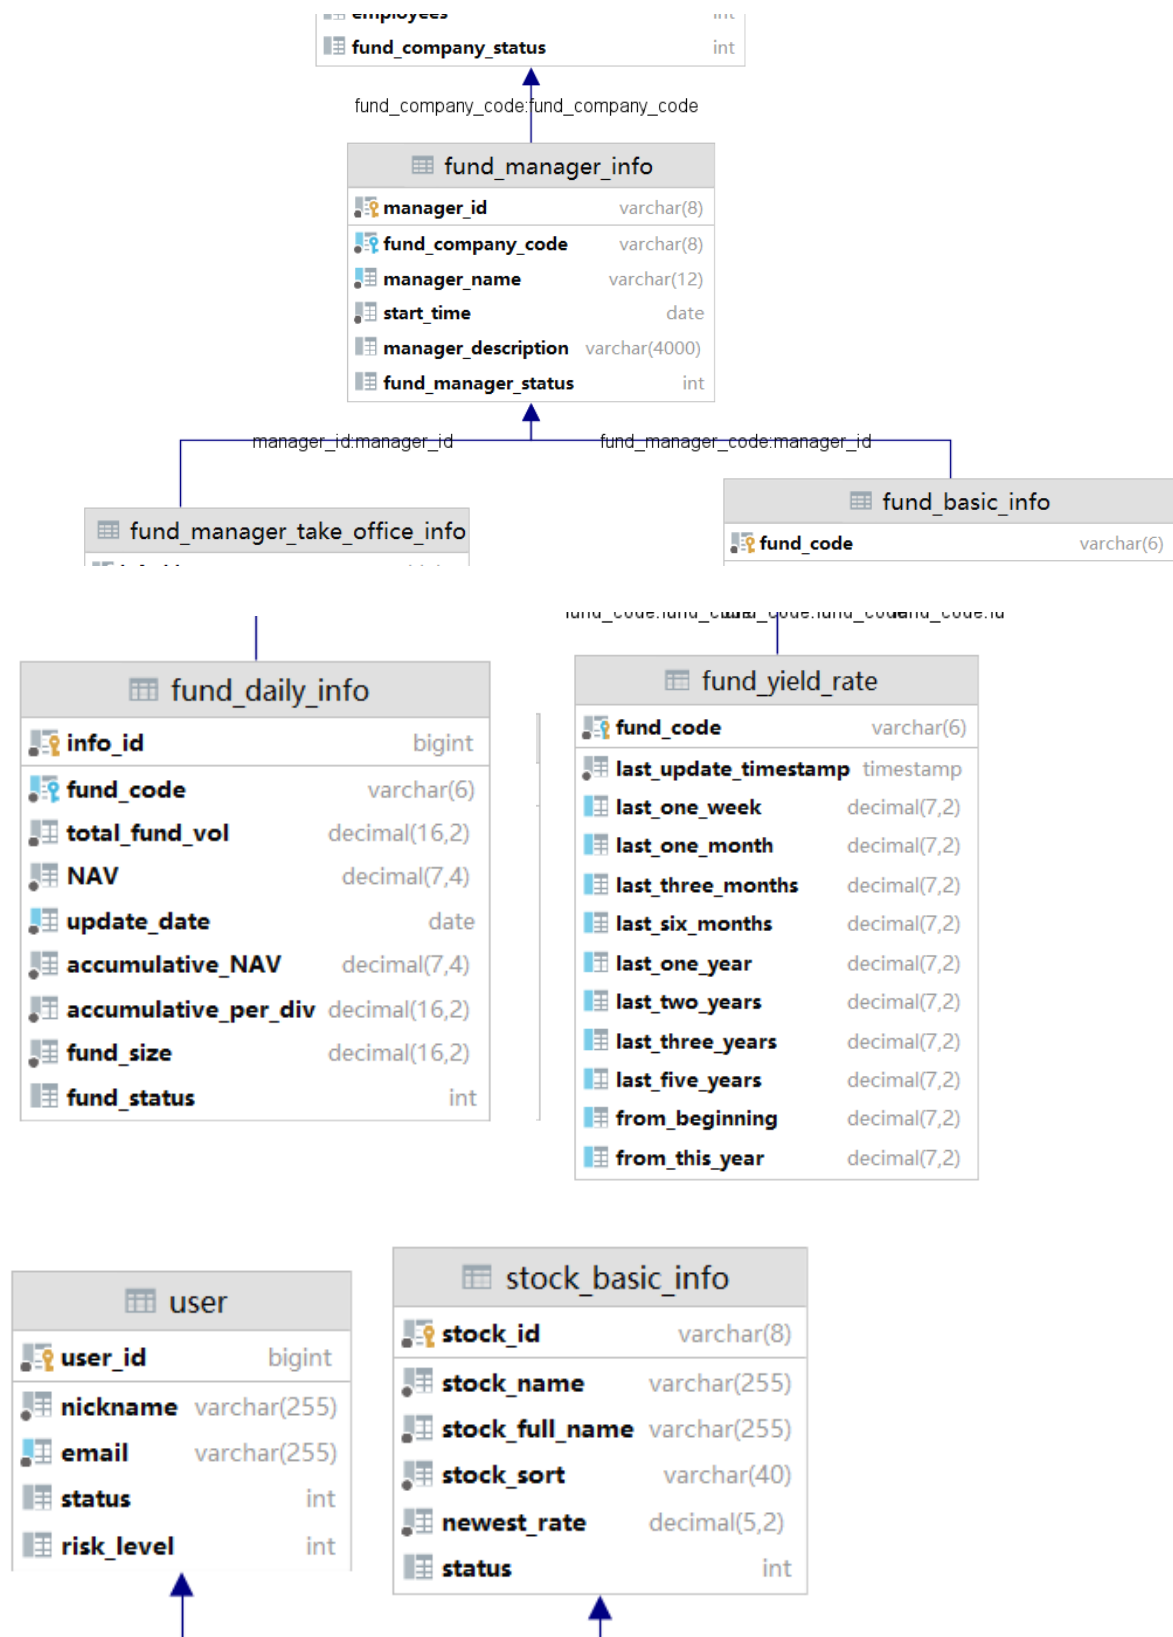 employees int
fund_company_status int
fund_company_code:fund_company_code
fund_manager_info
manager_id varchar(8)
fund_company_code varchar(8)
manager_name varchar(12)
start_time date
manager_description varchar(4000)
fund_manager_status int
manager_id:manager_id fund_manager_code:manager_id
fund_manager_take_office_info
fund_basic_info
fund_code varchar(6)
fund_daily_info
info_id bigint
fund_code varchar(6)
total_fund_vol decimal(16,2)
NAV decimal(7,4)
update_date date
accumulative_NAV decimal(7,4)
accumulative_per_div decimal(16,2)
fund_size decimal(16,2)
fund_status int
fund_yield_rate
fund_code varchar(6)
last_update_timestamp timestamp
last_one_week decimal(7,2)
last_one_month decimal(7,2)
last_three_months decimal(7,2)
last_six_months decimal(7,2)
last_one_year decimal(7,2)
last_two_years decimal(7,2)
last_three_years decimal(7,2)
last_five_years decimal(7,2)
from_beginning decimal(7,2)
from_this_year decimal(7,2)
user
user_id bigint
nickname varchar(255)
email varchar(255)
status int
risk_level int
stock_basic_info
stock_id varchar(8)
stock_name varchar(255)
stock_full_name varchar(255)
stock_sort varchar(40)
newest_rate decimal(5,2)
status int